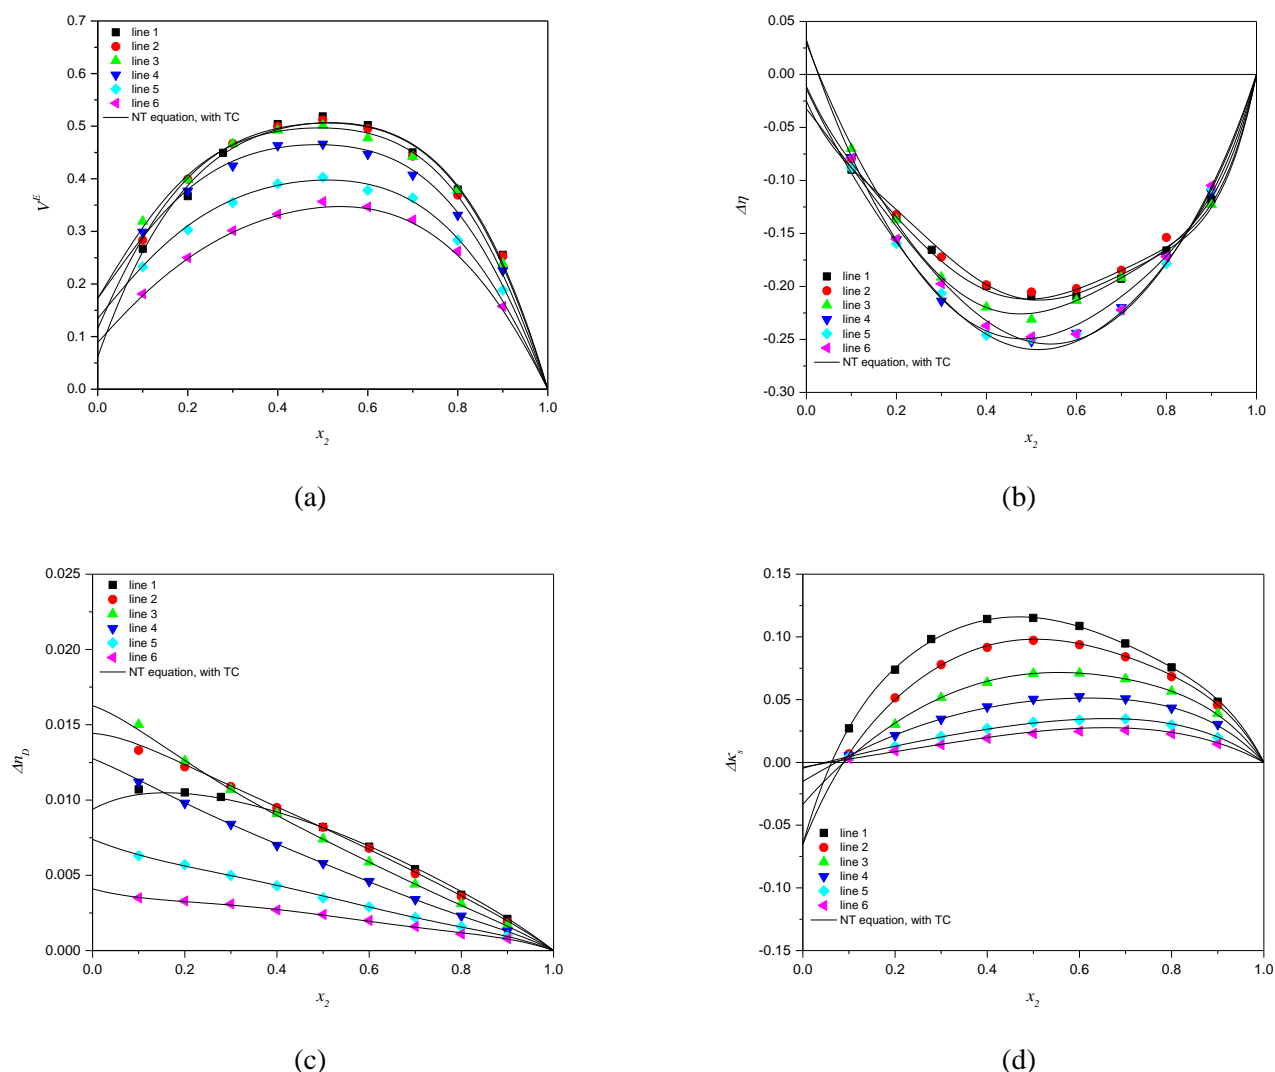 0.7
0.6
0.5
0.4
0.3
0.2
0.1
0.0
V^E
line 1
line 2
line 3
line 4
line 5
line 6
NT equation, with TC
0.0 0.2 0.4 0.6 0.8 1.0
x_2
(a)
0.05
0.00
-0.05
-0.10
-0.15
-0.20
-0.25
-0.30
Δη
line 1
line 2
line 3
line 4
line 5
line 6
NT equation, with TC
0.0 0.2 0.4 0.6 0.8 1.0
x_2
(b)
0.025
0.020
0.015
0.010
0.005
0.000
Δn_D
line 1
line 2
line 3
line 4
line 5
line 6
NT equation, with TC
0.0 0.2 0.4 0.6 0.8 1.0
x_2
(c)
0.15
0.10
0.05
0.00
-0.05
-0.10
-0.15
Δκ_s
line 1
line 2
line 3
line 4
line 5
line 6
NT equation, with TC
0.0 0.2 0.4 0.6 0.8 1.0
x_2
(d)